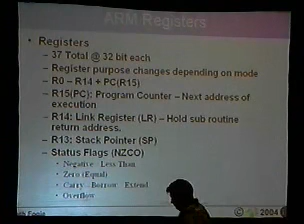 ARM Registers
• Registers
– 37 Total @ 32 bit each
– Register purpose changes depending on mode
– R0 – R14 + PC(R15)
– R15(PC): Program Counter – Next address of
execution
– R14: Link Register (LR) – Hold sub routine
return address.
– R13: Stack Pointer (SP)
– Status Flags (NZCO)
• Negative – Less Than
• Zero (Equal)
• Carry – Borrow – Extend
• Overflow
2004